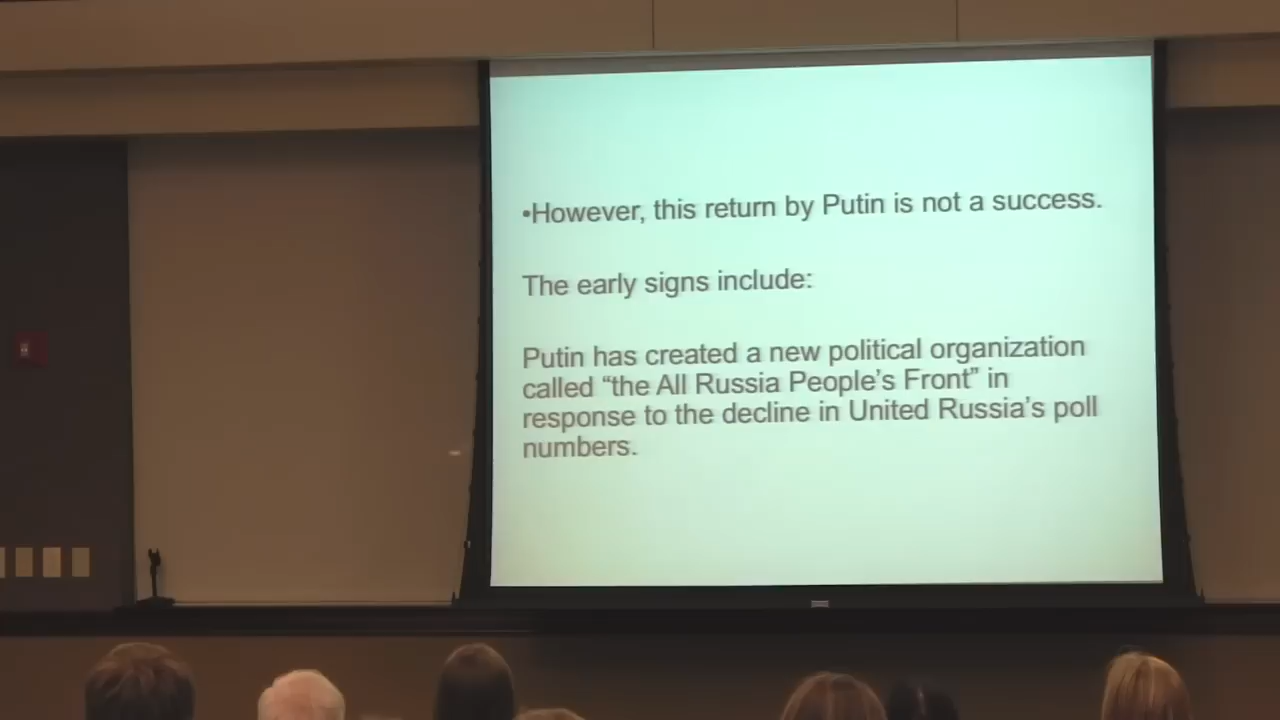 •However, this return by Putin is not a success.
The early signs include:
Putin has created a new political organization
called “the All Russia People’s Front” in
response to the decline in United Russia’s poll
numbers.